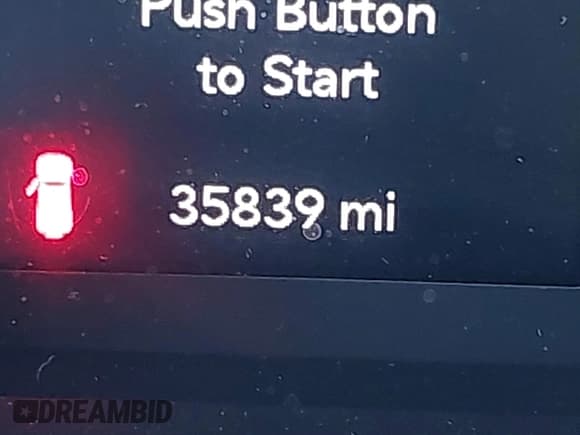 Push Button
to Start
35839 mi
DREAMBID